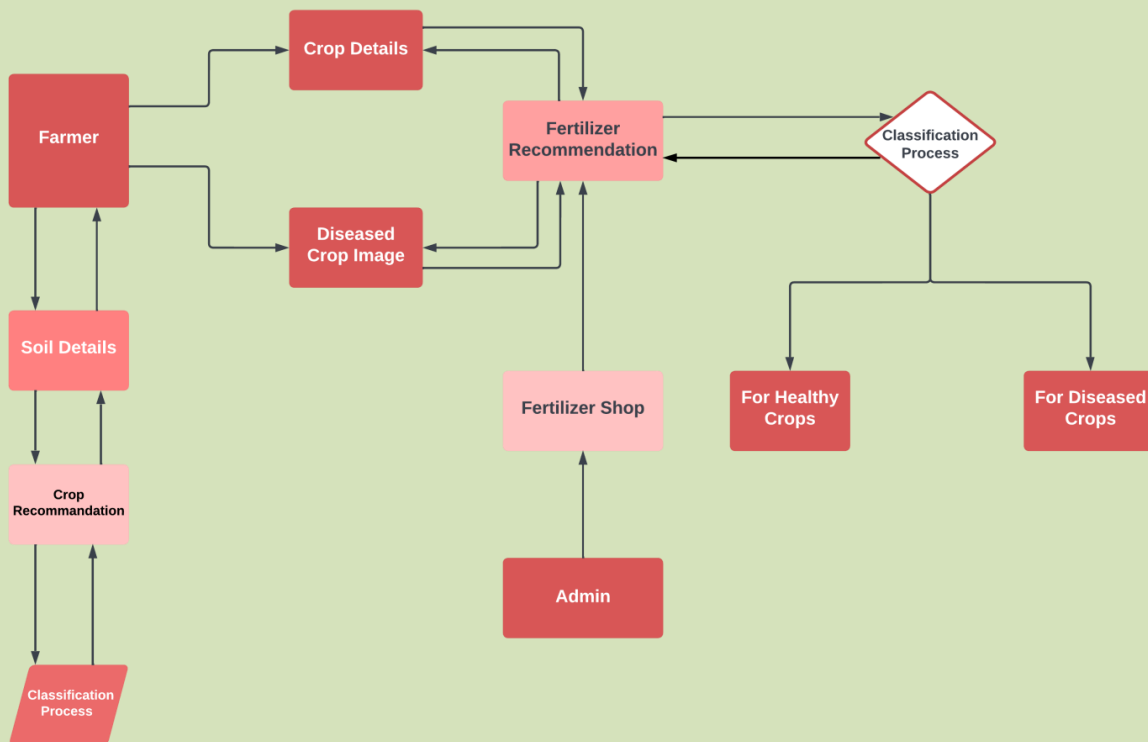 Crop Details
Farmer
Fertilizer
Recommendation
Classification
Process
Diseased
Crop Image
Soil Details
Fertilizer Shop
For Healthy
Crops
For Diseased
Crops
Crop
Recommandation
Admin
Classification
Process